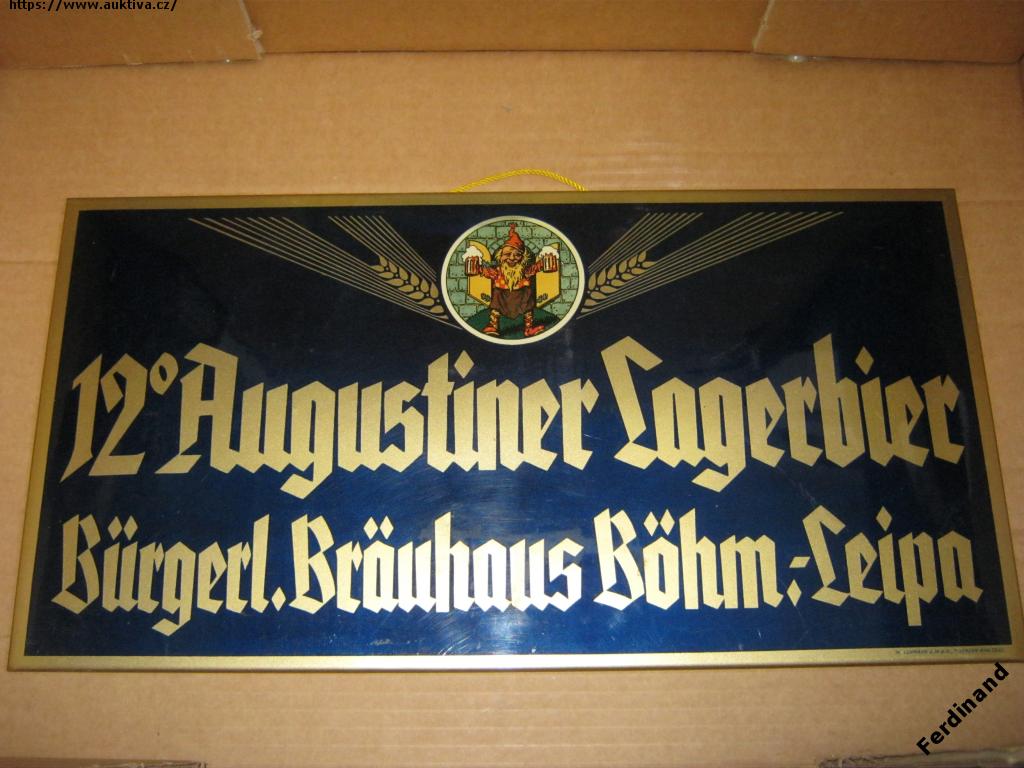 https://www.auktiva.cz/
12° Augustiner Lagerbier
Bürgerl. Bräuhaus Böhm.-Leipa
Ferdinand